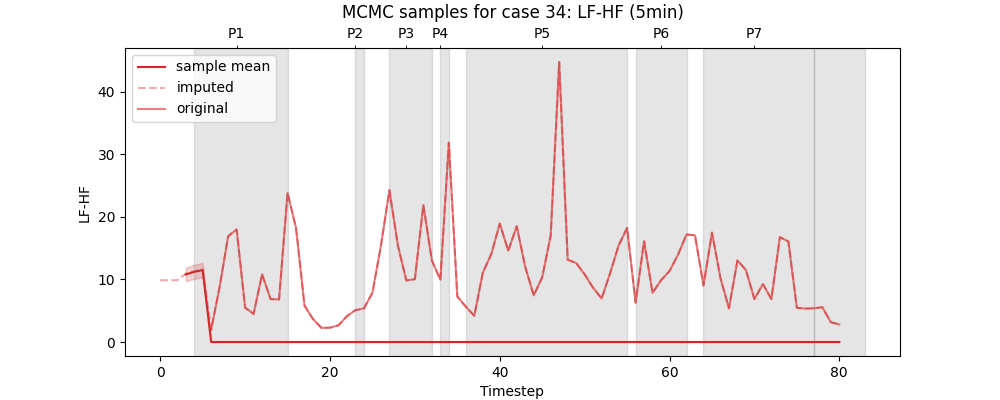 MCMC samples for case 34: LF-HF (5min)
P1 P2 P3 P4 P5 P6 P7
sample mean
imputed
original
LF-HF
40
30
20
10
0
0 20 40 60 80
Timestep